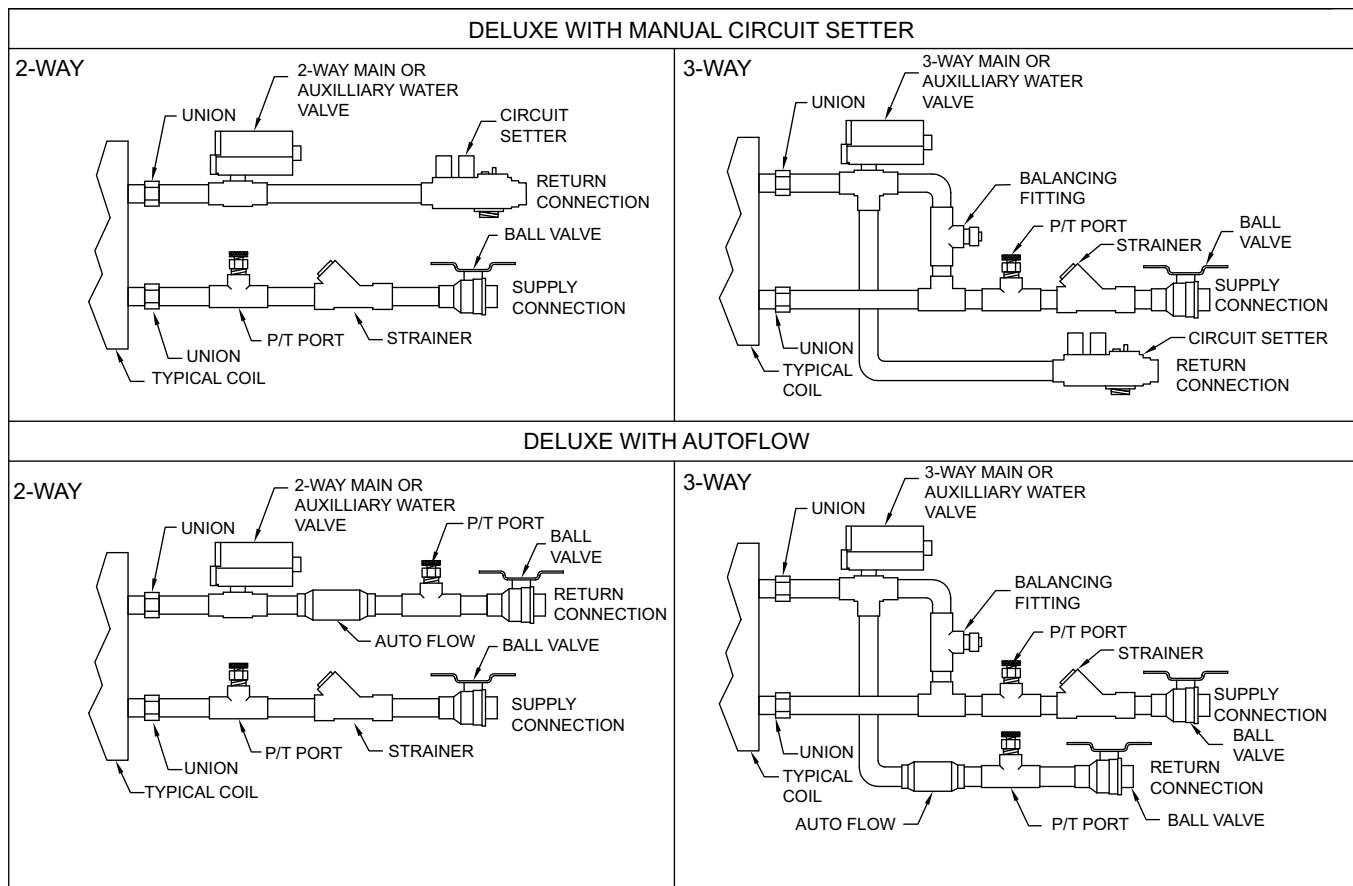 DELUXE WITH MANUAL CIRCUIT SETTER
2-WAY
2-WAY MAIN OR
AUXILLIARY WATER
VALVE
UNION
CIRCUIT
SETTER
RETURN
CONNECTION
BALL VALVE
SUPPLY
CONNECTION
P/T PORT
STRAINER
UNION
TYPICAL COIL
3-WAY
3-WAY MAIN OR
AUXILLIARY WATER
VALVE
UNION
BALANCING
FITTING
P/T PORT
STRAINER
BALL
VALVE
SUPPLY
CONNECTION
UNION
TYPICAL
COIL
CIRCUIT SETTER
RETURN
CONNECTION
DELUXE WITH AUTOFLOW
2-WAY
2-WAY MAIN OR
AUXILLIARY WATER
VALVE
UNION
P/T PORT
BALL
VALVE
RETURN
CONNECTION
AUTO FLOW
BALL VALVE
SUPPLY
CONNECTION
P/T PORT
STRAINER
UNION
TYPICAL COIL
3-WAY
3-WAY MAIN OR
AUXILLIARY WATER
VALVE
UNION
BALANCING
FITTING
P/T PORT
STRAINER
SUPPLY
CONNECTION
BALL
VALVE
UNION
TYPICAL
COIL
RETURN
CONNECTION
AUTO FLOW
P/T PORT
BALL VALVE